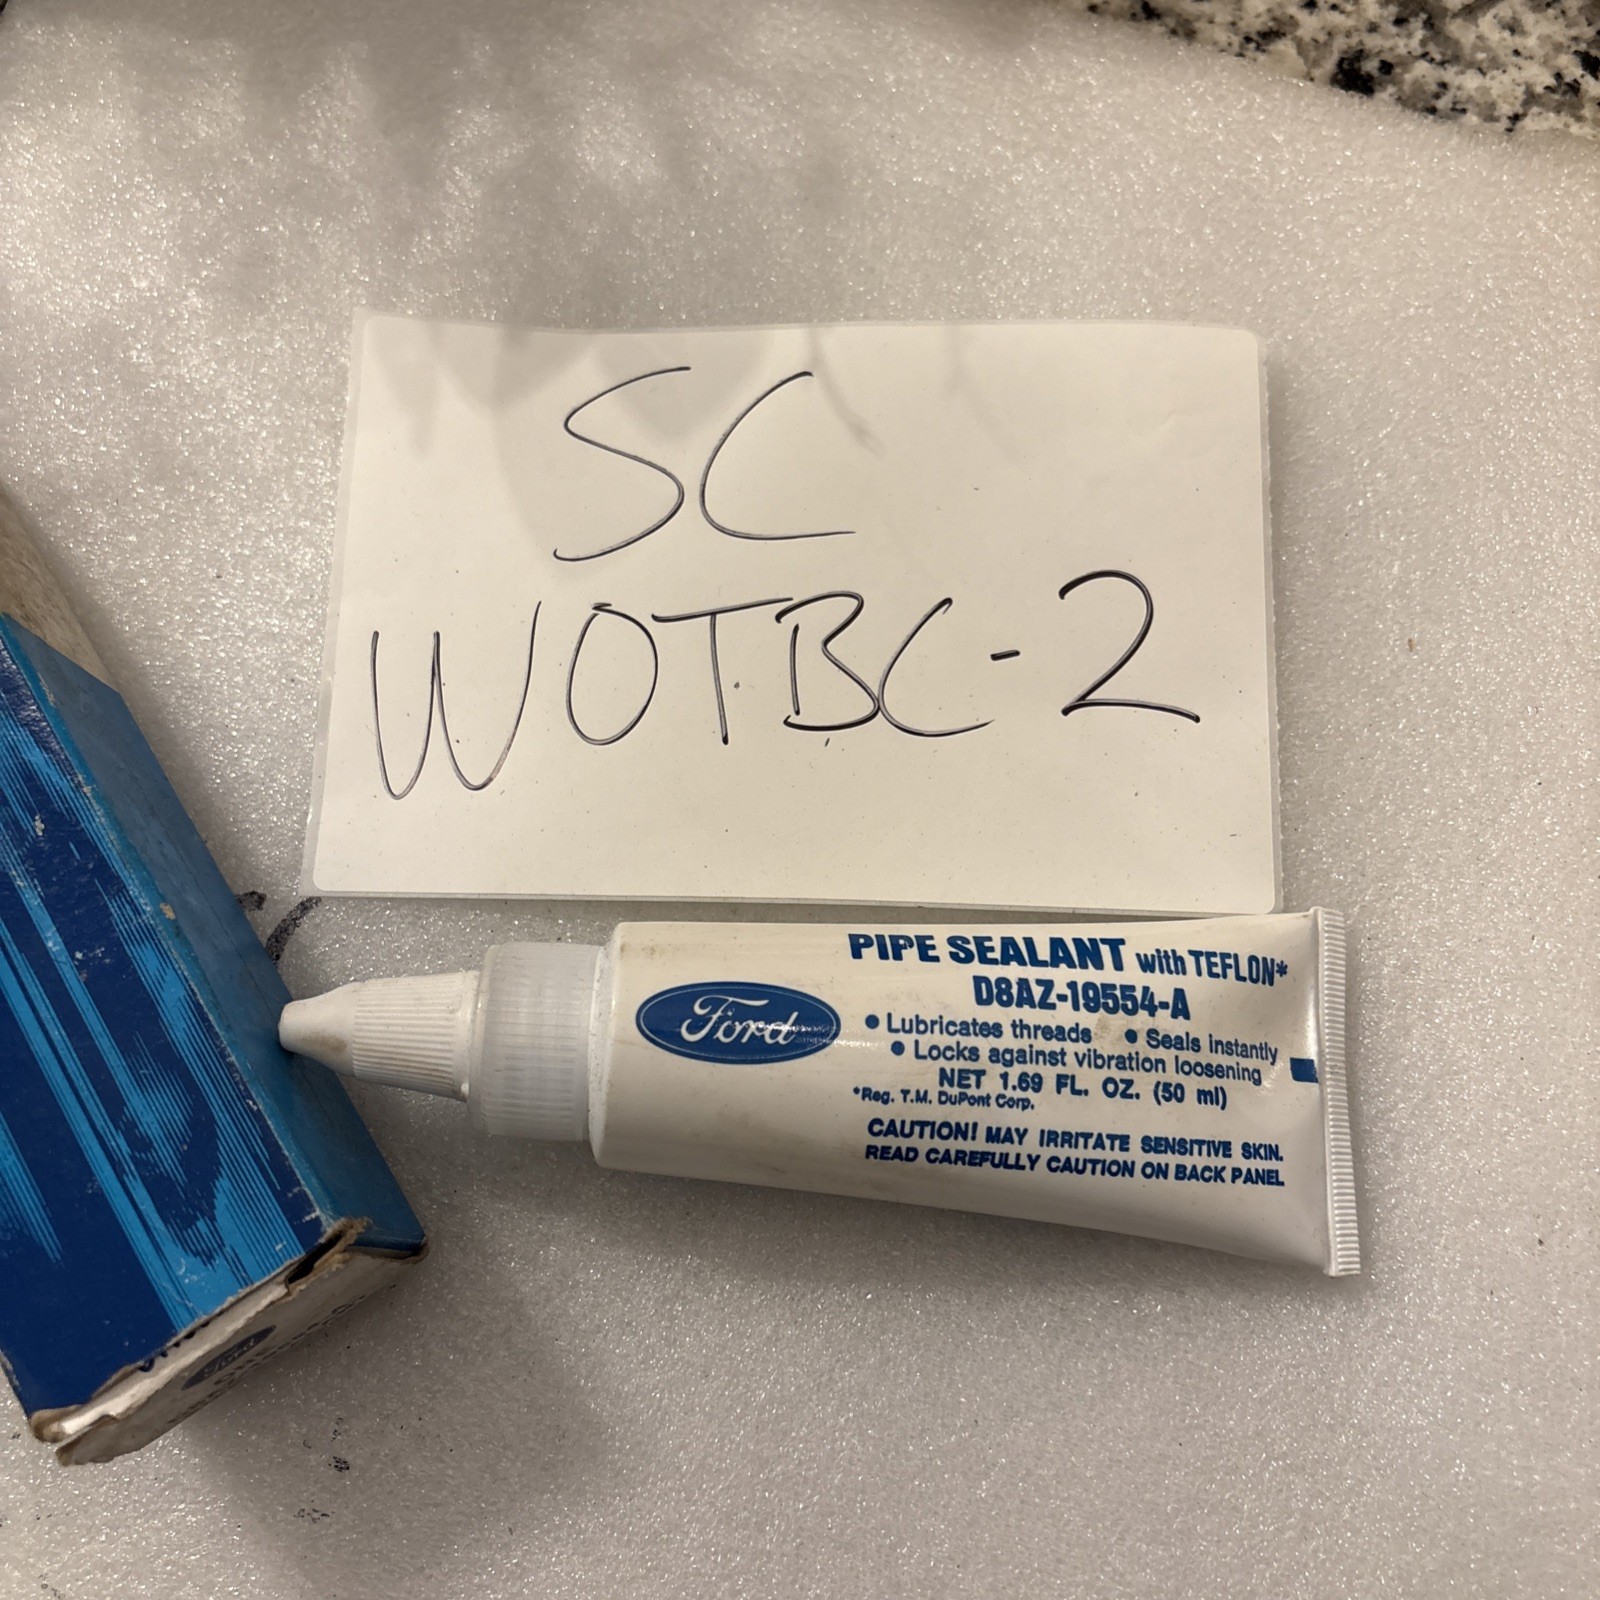 SC
WOTBC-2
PIPE SEALANT with TEFLON*
D8AZ-19554-A
Ford
• Lubricates threads • Seals instantly
• Locks against vibration loosening
NET 1.69 FL. OZ. (50 ml)
*Reg. T.M. DuPont Corp.
CAUTION! MAY IRRITATE SENSITIVE SKIN.
READ CAREFULLY CAUTION ON BACK PANEL
Ford